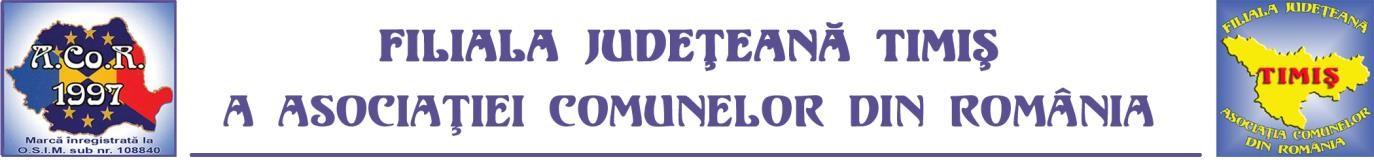 A.Co.R.
1997
Marcă înregistrată la
O.S.I.M. sub nr. 108840
FILIALA JUDEŢEANĂ TIMIŞ
A ASOCIAŢIEI COMUNELOR DIN ROMÂNIA
FILIALA JUDEŢEANĂ
TIMIŞ
ASOCIAŢIA COMUNELOR
DIN ROMÂNIA